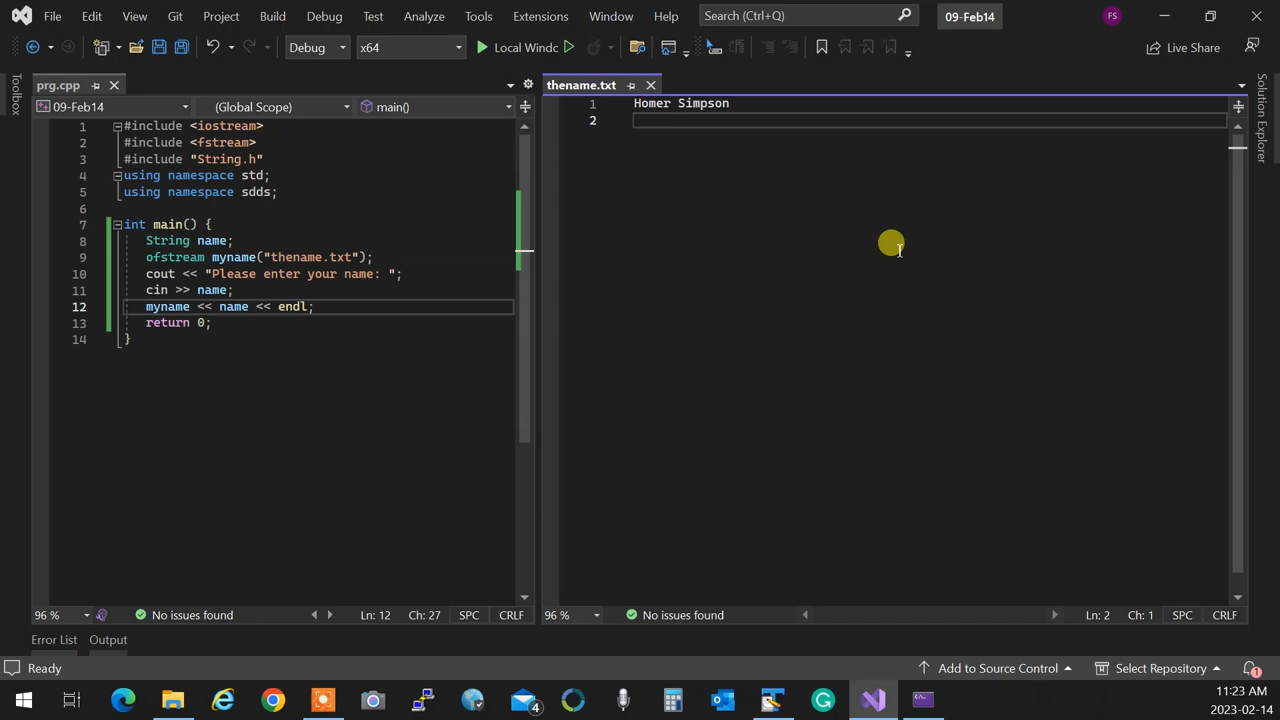 File Edit View Git Project Build Debug Test Analyze Tools Extensions Window Help Search (Ctrl+Q) 09-Feb14 FS
Debug x64 Local Windc Live Share
prg.cpp
09-Feb14 (Global Scope) main()
1 #include <iostream>
2 #include <fstream>
3 #include "String.h"
4 using namespace std;
5 using namespace sdds;
6
7 int main() {
8 String name;
9 ofstream myname("thename.txt");
10 cout << "Please enter your name: ";
11 cin >> name;
12 myname << name << endl;
13 return 0;
14 }
96 % No issues found Ln: 12 Ch: 27 SPC CRLF
thename.txt
1 Homer Simpson
2
96 % No issues found Ln: 2 Ch: 1 SPC CRLF
Toolbox
Solution Explorer
Error List Output
Ready Add to Source Control Select Repository 1
4
11:23 AM
2023-02-14